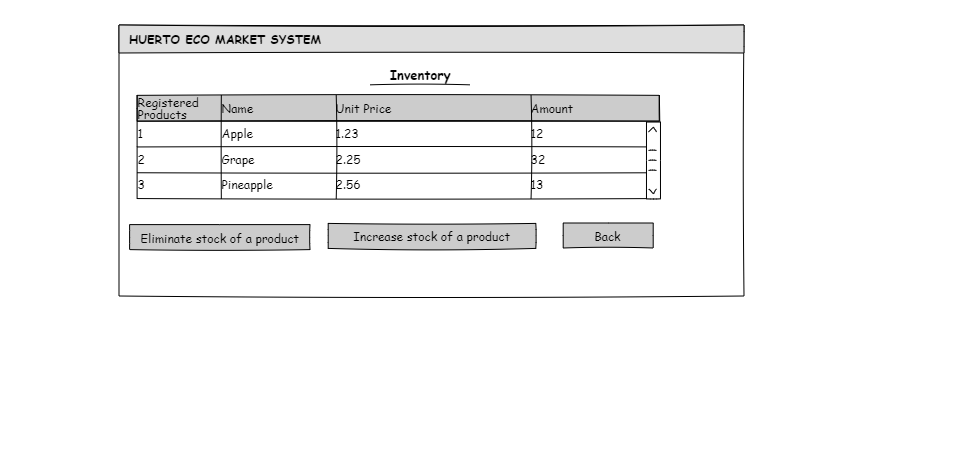 HUERTO ECO MARKET SYSTEM
Inventory
Registered Products Name Unit Price Amount
1 Apple 1.23 12
2 Grape 2.25 32
3 Pineapple 2.56 13
Eliminate stock of a product Increase stock of a product Back